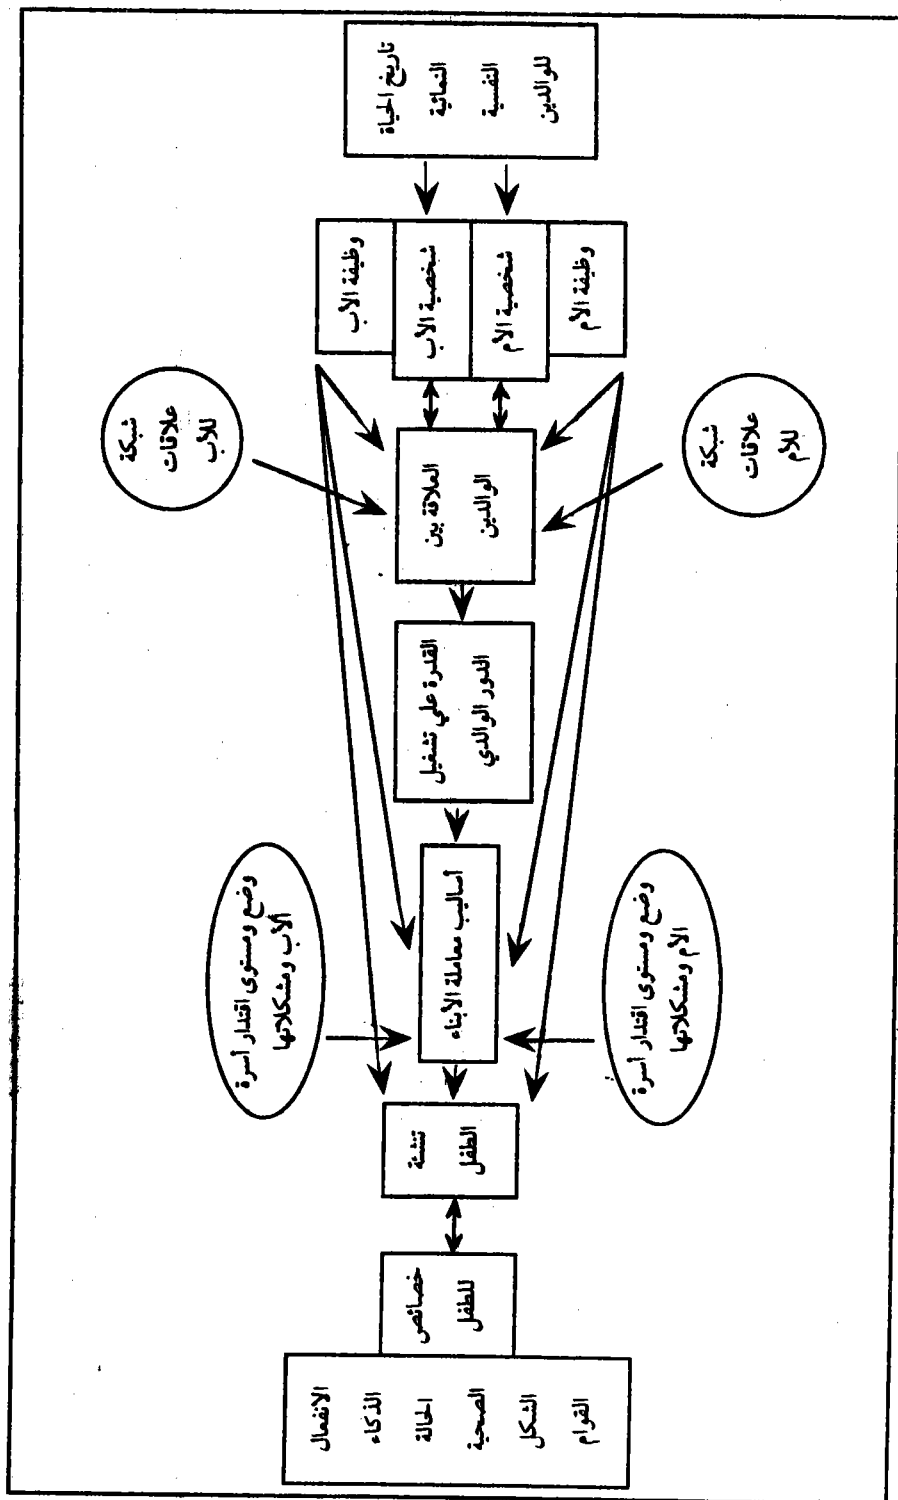 تاريخ الحياة
النمائية
النفسية
للوالدين
وظيفة الأب
شخصية الأب
شخصية الأم
وظيفة الأم
شبكة
علاقات
للأب
العلاقة بين
الوالدين
شبكة
علاقات
للأم
القدرة علي تشغيل
الدور الوالدي
وضع ومستوى اقتدار أسرة
الأب ومشكلاتها
أساليب معاملة الأبناء
وضع ومستوى اقتدار أسرة
الأم ومشكلاتها
تنشئة
الطفل
خصائص
للطفل
الانفعال
الذكاء
الحالة
الصحية
الشكل
القوام